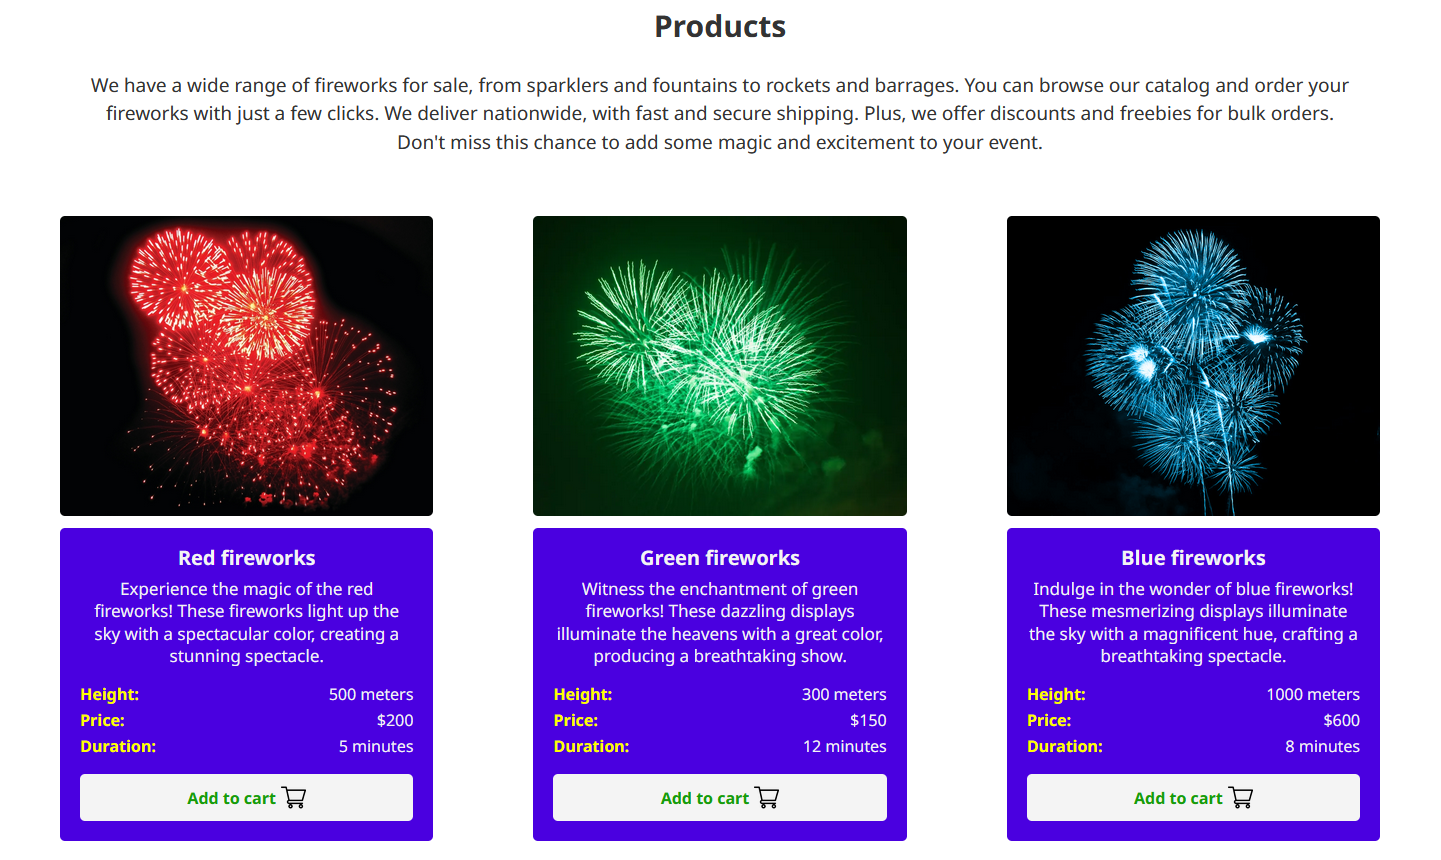 Products
We have a wide range of fireworks for sale, from sparklers and fountains to rockets and barrages. You can browse our catalog and order your
fireworks with just a few clicks. We deliver nationwide, with fast and secure shipping. Plus, we offer discounts and freebies for bulk orders.
Don't miss this chance to add some magic and excitement to your event.
Red fireworks
Experience the magic of the red
fireworks! These fireworks light up the
sky with a spectacular color, creating a
stunning spectacle.
Height: 500 meters
Price: $200
Duration: 5 minutes
Add to cart
Green fireworks
Witness the enchantment of green
fireworks! These dazzling displays
illuminate the heavens with a great color,
producing a breathtaking show.
Height: 300 meters
Price: $150
Duration: 12 minutes
Add to cart
Blue fireworks
Indulge in the wonder of blue fireworks!
These mesmerizing displays illuminate
the sky with a magnificent hue, crafting a
breathtaking spectacle.
Height: 1000 meters
Price: $600
Duration: 8 minutes
Add to cart